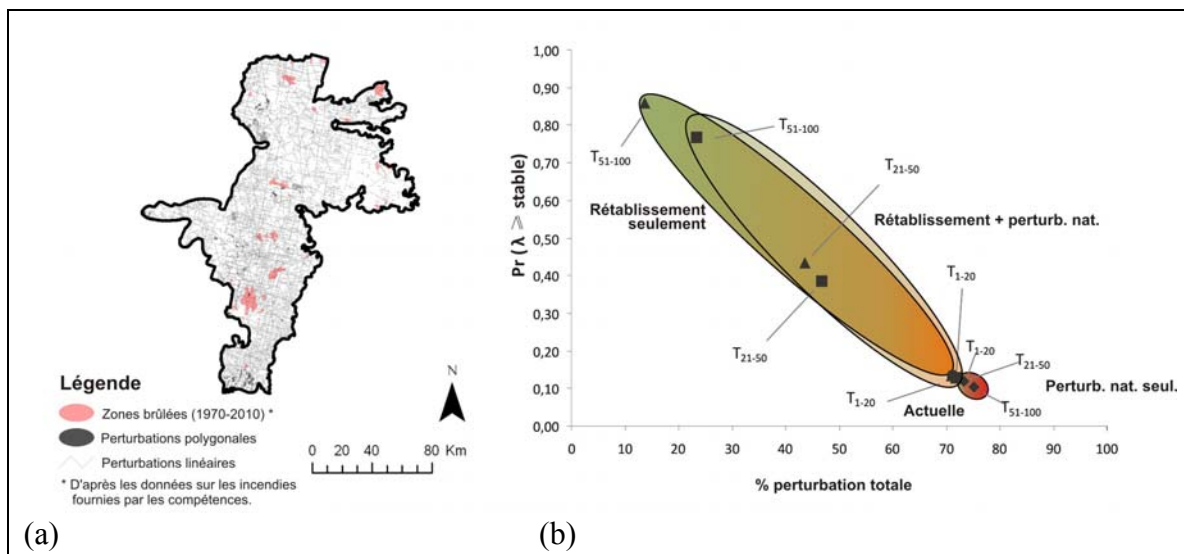 Légende
Zones brûlées (1970-2010) *
Perturbations polygonales
Perturbations linéaires
* D'après les données sur les incendies
fournies par les compétences.
N
0 20 40 80 Km
(a)
1,00
0,90
0,80
0,70
0,60
0,50
0,40
0,30
0,20
0,10
0,00
Pr (λ ⩾ stable)
0 10 20 30 40 50 60 70 80 90 100
% perturbation totale
T51-100
T51-100
T21-50
Rétablissement
seulement
Rétablissement + perturb. nat.
T1-20
T21-50
T1-20
T21-50
T1-20
Actuelle
Perturb. nat. seul.
T51-100
(b)